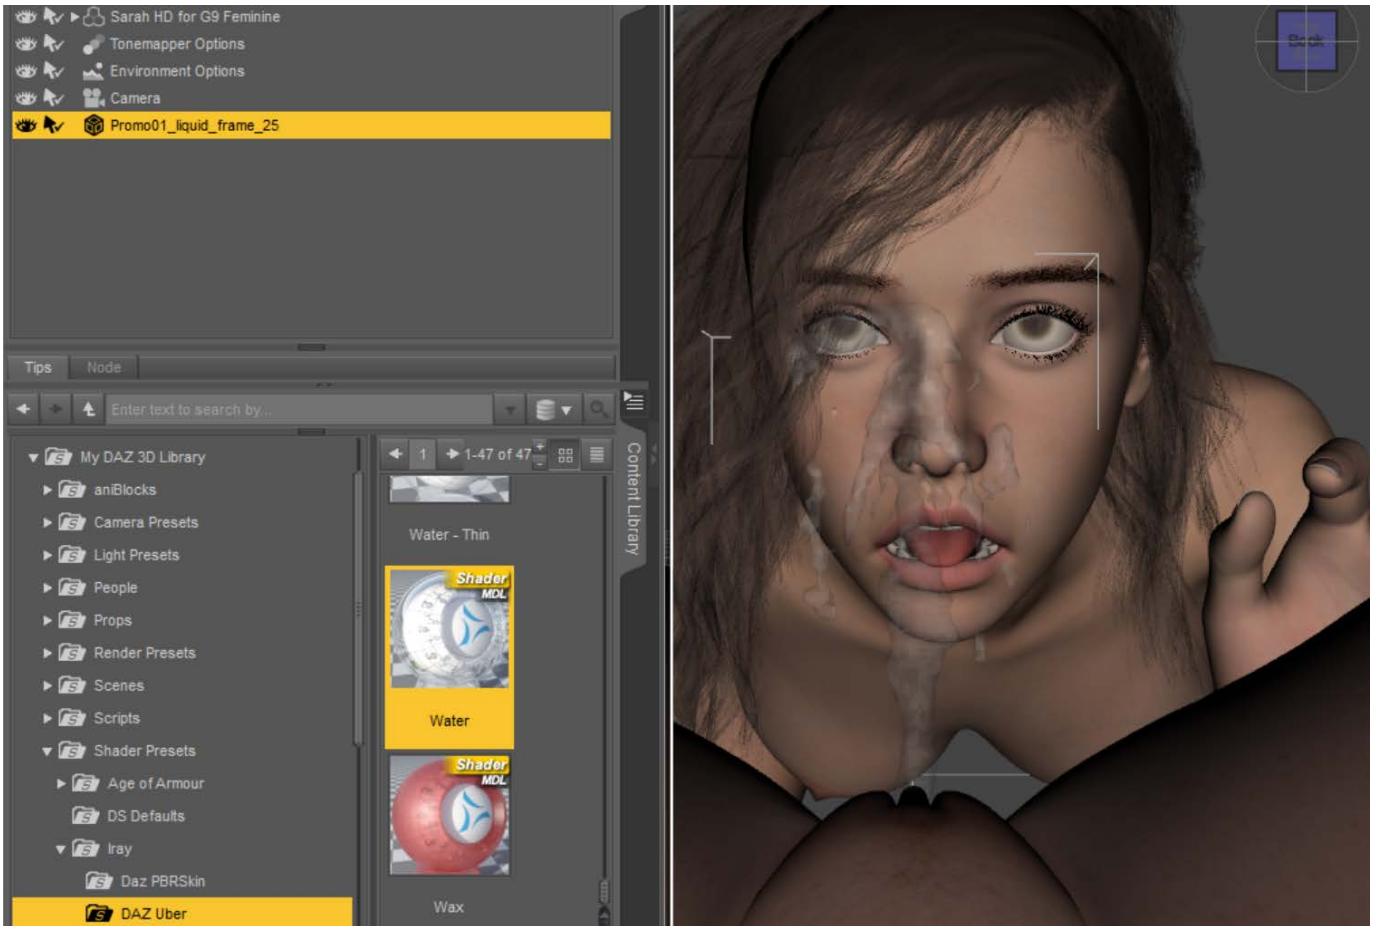 Sarah HD for G9 Feminine
Tonemapper Options
Environment Options
Camera
Promo01_liquid_frame_25
Tips
Node
Enter text to search by...
My DAZ 3D Library
aniBlocks
Camera Presets
Light Presets
People
Props
Render Presets
Scenes
Scripts
Shader Presets
Age of Armour
DS Defaults
Iray
Daz PBRSkin
DAZ Uber
1
1-47 of 47
Water - Thin
Shader
MDL
Water
Shader
MDL
Wax
Content Library
Back